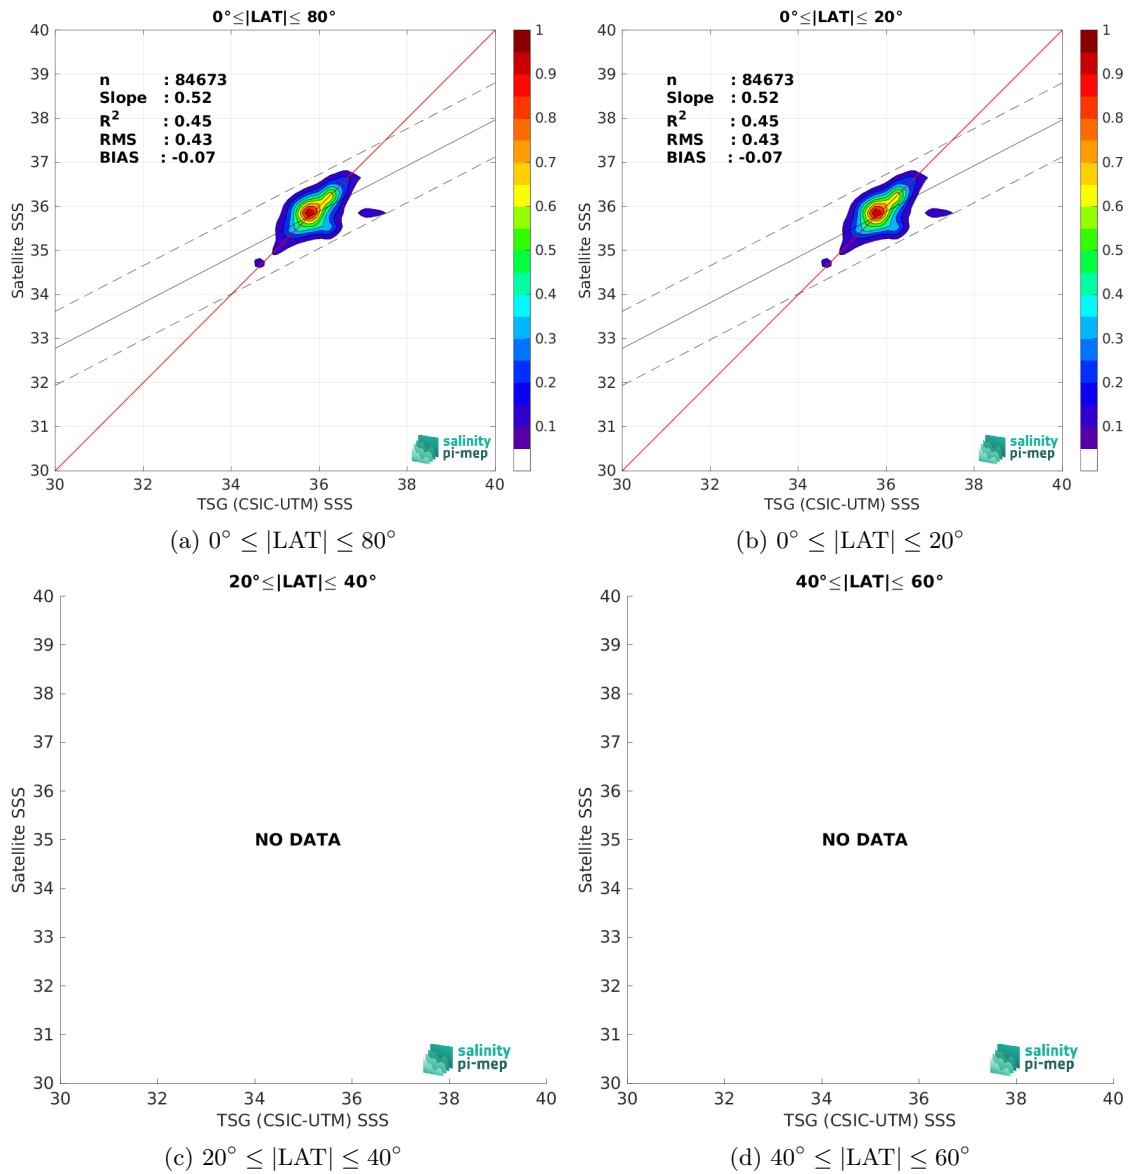 0°≤|LAT|≤ 80°
40
39
38
37
36
35
34
33
32
31
30
Satellite SSS
n : 84673
Slope : 0.52
R² : 0.45
RMS : 0.43
BIAS : -0.07
salinity
pi-mep
30 32 34 36 38 40
TSG (CSIC-UTM) SSS
1
0.9
0.8
0.7
0.6
0.5
0.4
0.3
0.2
0.1
(a) 0° ≤ |LAT| ≤ 80°
0°≤|LAT|≤ 20°
40
39
38
37
36
35
34
33
32
31
30
Satellite SSS
n : 84673
Slope : 0.52
R² : 0.45
RMS : 0.43
BIAS : -0.07
salinity
pi-mep
30 32 34 36 38 40
TSG (CSIC-UTM) SSS
1
0.9
0.8
0.7
0.6
0.5
0.4
0.3
0.2
0.1
(b) 0° ≤ |LAT| ≤ 20°
20°≤|LAT|≤ 40°
40
39
38
37
36
35
34
33
32
31
30
Satellite SSS
NO DATA
salinity
pi-mep
30 32 34 36 38 40
TSG (CSIC-UTM) SSS
(c) 20° ≤ |LAT| ≤ 40°
40°≤|LAT|≤ 60°
40
39
38
37
36
35
34
33
32
31
30
Satellite SSS
NO DATA
salinity
pi-mep
30 32 34 36 38 40
TSG (CSIC-UTM) SSS
(d) 40° ≤ |LAT| ≤ 60°